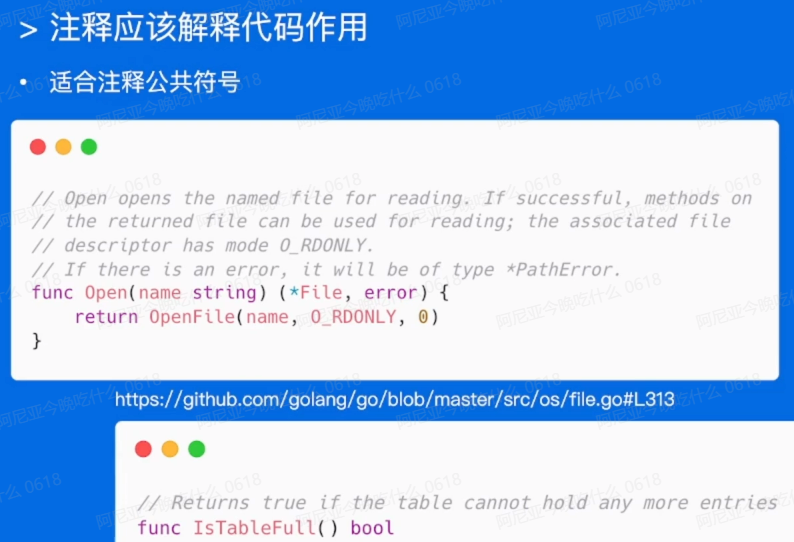 > 注释应该解释代码作用
• 适合注释公共符号
// Open opens the named file for reading. If successful, methods on
// the returned file can be used for reading; the associated file
// descriptor has mode O_RDONLY.
// If there is an error, it will be of type *PathError.
func Open(name string) (*File, error) {
    return OpenFile(name, O_RDONLY, 0)
}
https://github.com/golang/go/blob/master/src/os/file.go#L313
// Returns true if the table cannot hold any more entries
func IsTableFull() bool
阿尼亚今晚吃什么 0618